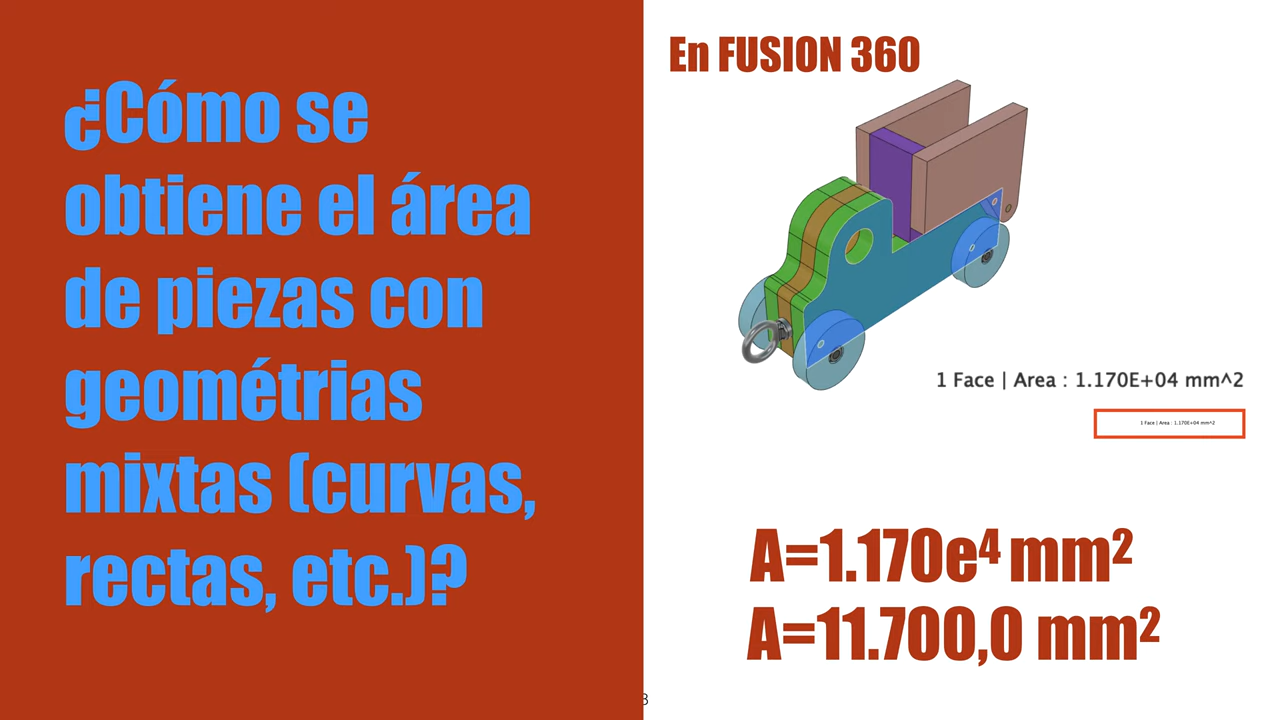 ¿Cómo se
obtiene el área
de piezas con
geométrias
mixtas (curvas,
rectas, etc.)?
En FUSION 360
1 Face | Area : 1.170E+04 mm^2
1 Face | Area : 1.170E+04 mm^2
A=1.170e⁴ mm²
A=11.700,0 mm²
3